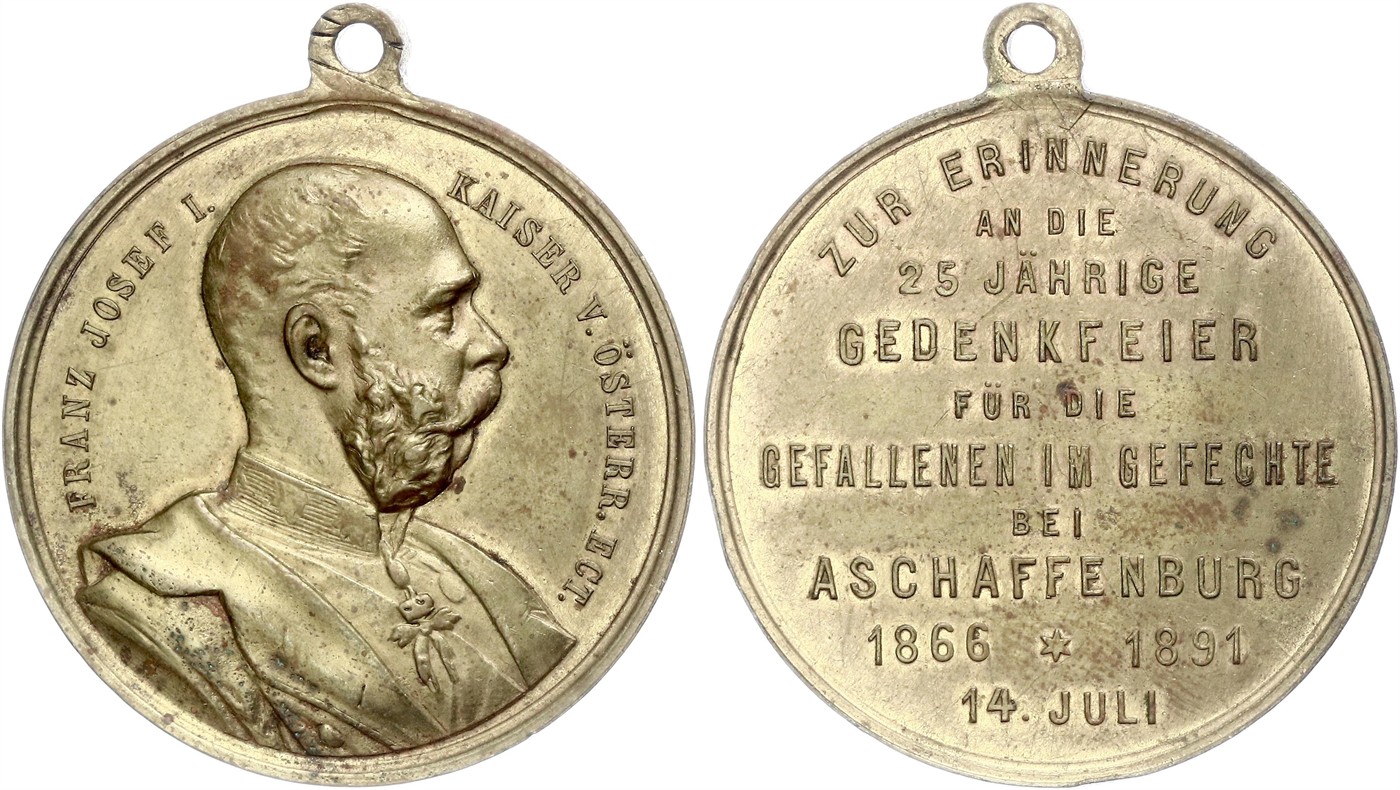 FRANZ JOSEF I. KAISER V. ÖSTERR. ECT.
ZUR ERINNERUNG
AN DIE
25 JÄHRIGE
GEDENKFEIER
FÜR DIE
GEFALLENEN IM GEFECHTE
BEI
ASCHAFFENBURG
1866 ✶ 1891
14. JULI